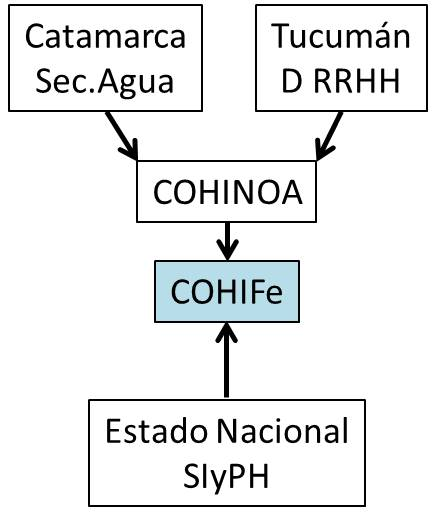 Catamarca
Sec.Agua
Tucumán
D RRHH
COHINOA
COHIFe
Estado Nacional
SIyPH